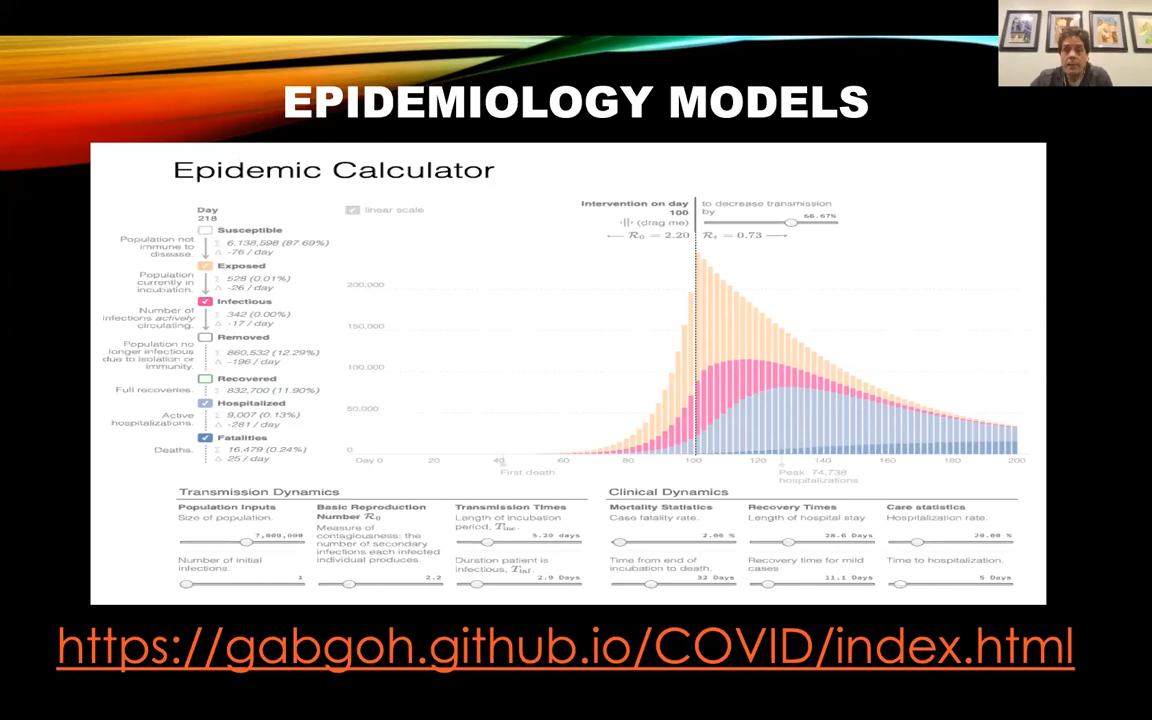 EPIDEMIOLOGY MODELS
Epidemic Calculator
Day
218
linear scale
Intervention on day
100
(drag me)
to decrease transmission
by
66.67%
← R₀ = 2.20
Rₜ = 0.73 →
Susceptible
Population not
immune to
disease.
Σ 6,138,598 (87.69%)
Δ -76 / day
Exposed
Population
currently in
incubation.
Σ 528 (0.01%)
Δ -26 / day
Infectious
Number of
infections actively
circulating.
Σ 342 (0.00%)
Δ -17 / day
Removed
Population no
longer infectious
due to isolation or
immunity.
Σ 860,532 (12.29%)
Δ -196 / day
Recovered
Full recoveries.
Σ 832,700 (11.90%)
Hospitalized
Active
hospitalizations.
Σ 9,007 (0.13%)
Δ -281 / day
Fatalities
Deaths.
Σ 16,479 (0.24%)
Δ 25 / day
200,000
150,000
100,000
50,000
0
Day 0 20 40 60 80 100 120 140 160 180 200
First death
Peak: 74,738
hospitalizations
Transmission Dynamics
Population Inputs
Size of population.
7,000,000
Number of initial
infections.
1
Basic Reproduction
Number R₀
Measure of
contagiousness: the
number of secondary
infections each infected
individual produces.
2.2
Transmission Times
Length of incubation
period, Tinc.
5.20 days
Duration patient is
infectious, Tinf.
2.9 Days
Clinical Dynamics
Mortality Statistics
Case fatality rate.
2.00 %
Time from end of
incubation to death.
32 Days
Recovery Times
Length of hospital stay
28.6 Days
Recovery time for mild
cases
11.1 Days
Care statistics
Hospitalization rate.
20.00 %
Time to hospitalization.
5 Days
https://gabgoh.github.io/COVID/index.html